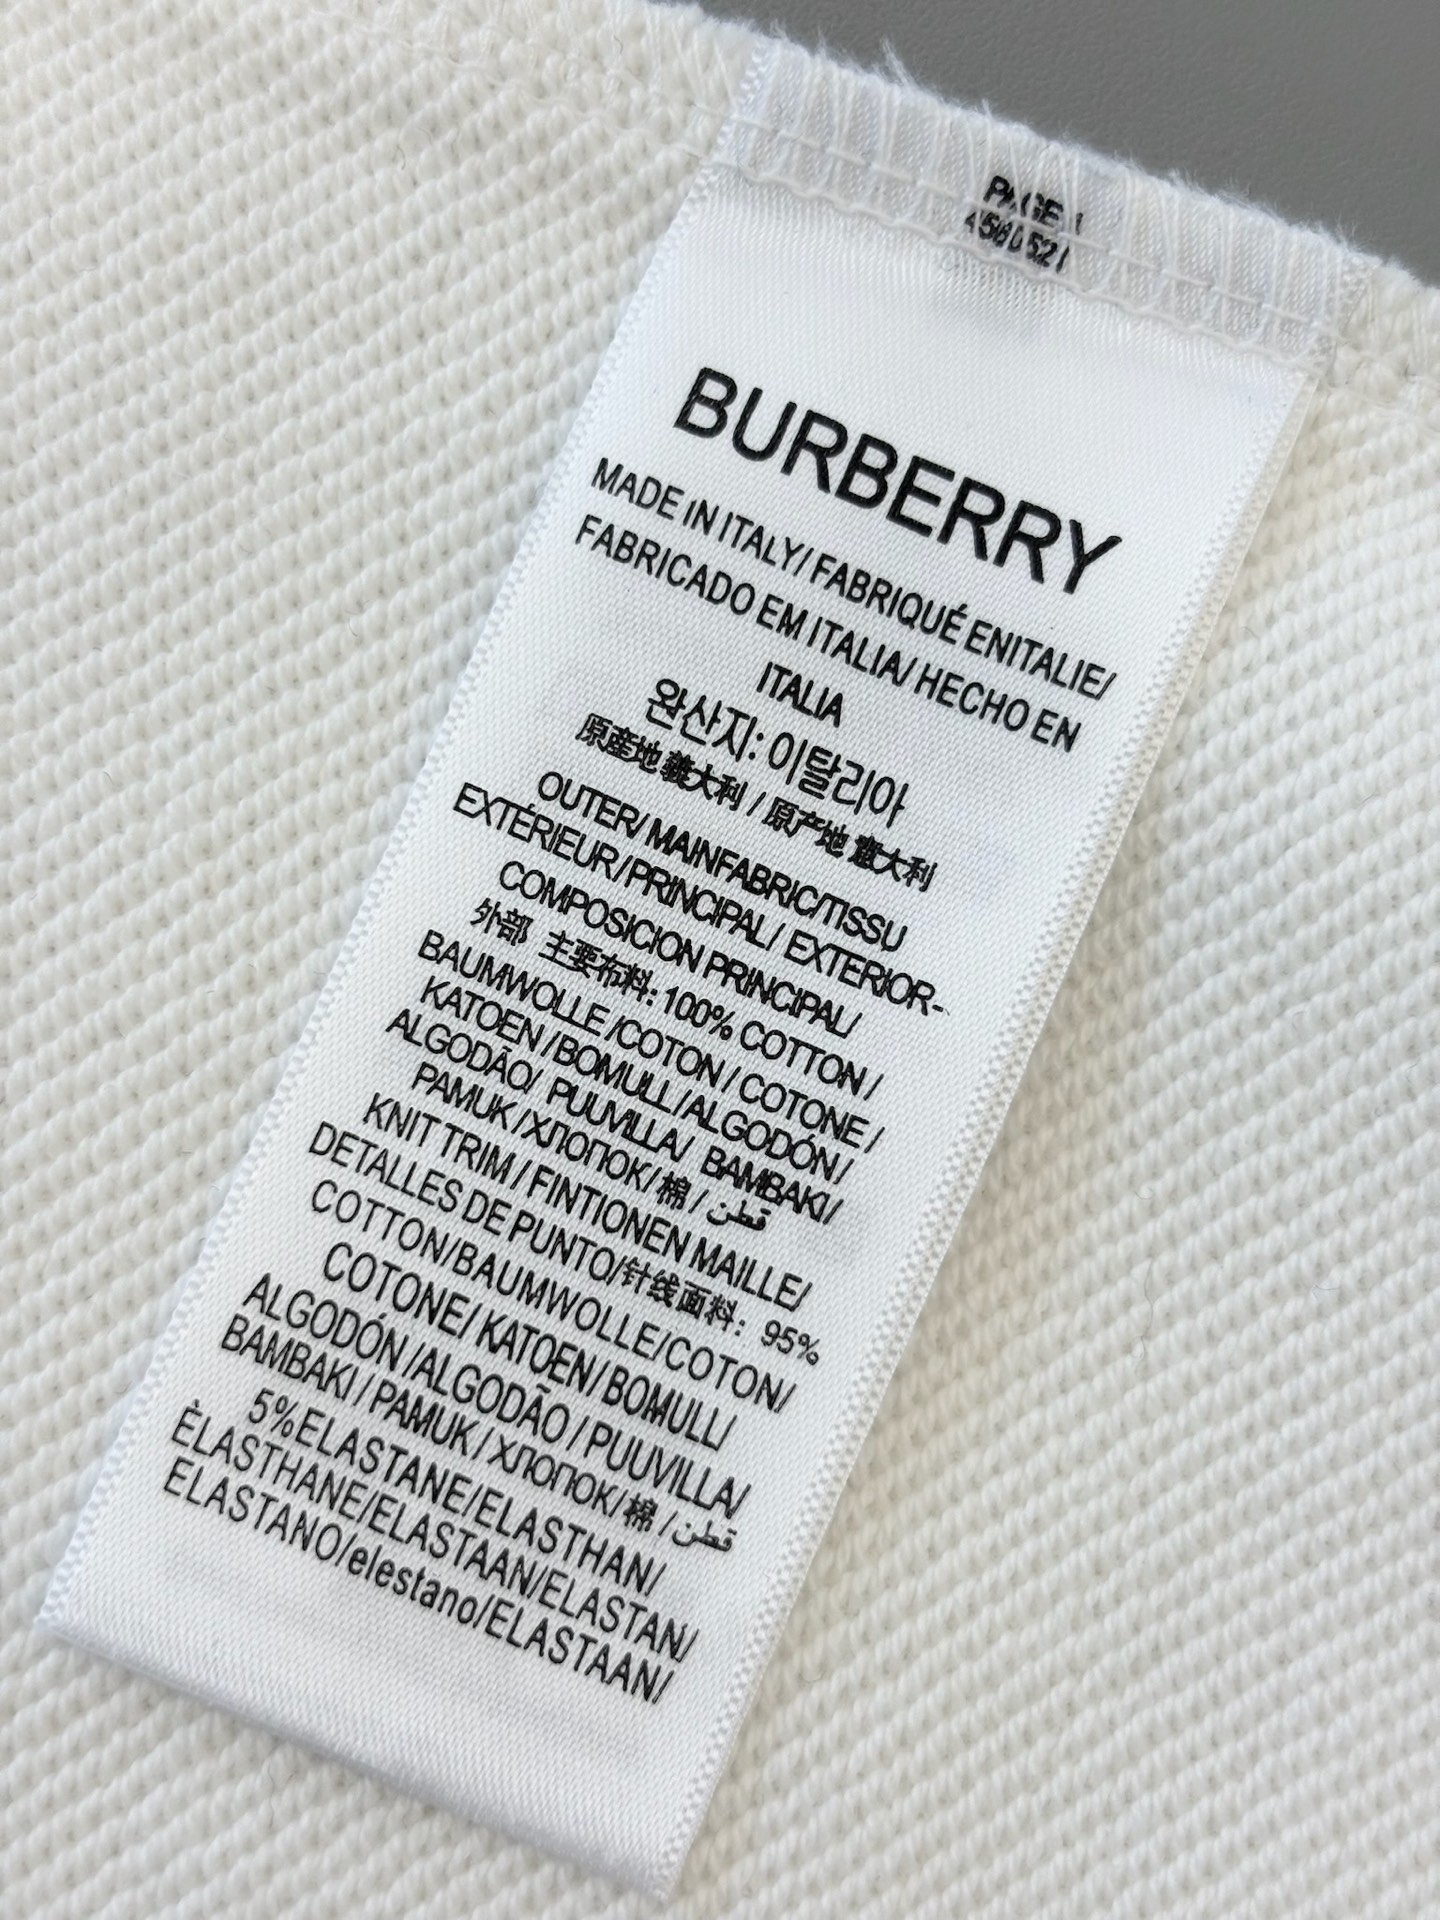 PAGE 1
BURBERRY
MADE IN ITALY/ FABRIQUÉ ENITALIE/
FABRICADO EM ITALIA/ HECHO EN
ITALIA
완산지: 이탈리아
原產地 義大利 / 原产地 意大利
OUTER/ MAINFABRIC/TISSU
EXTÉRIEUR/PRINCIPAL/ EXTERIOR-
COMPOSICION PRINCIPAL/
外部 主要布料: 100% COTTON /
BAUMWOLLE /COTON / COTONE /
KATOEN /BOMULL/ALGODÓN/
ALGODÃO/ PUUVILLA/ BAMBAKI/
PAMUK /ХЛОПОК/ 棉 / قطن
KNIT TRIM / FINTIONEN MAILLE/
DETALLES DE PUNTO/针线面料: 95%
COTTON/BAUMWOLLE/COTON/
COTONE/ KATOEN/ BOMULL/
ALGODÓN /ALGODÃO / PUUVILLA/
BAMBAKI / PAMUK / ХЛОПОК/ 棉 / قطن
5%ELASTANE/ELASTHAN/
ÈLASTHANE/ELASTAAN/ELASTAN/
ELASTANO/elestano/ELASTAAN/